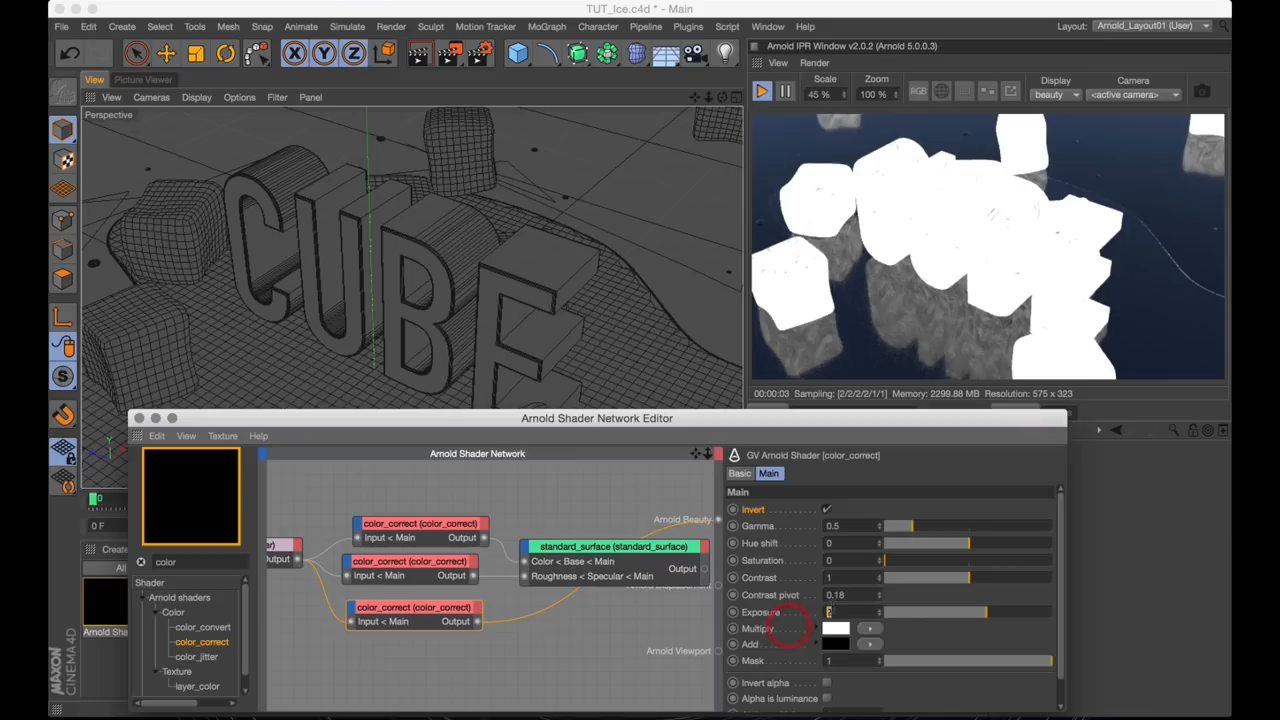 TUT_Ice.c4d * - Main
File Edit Create Select Tools Mesh Snap Animate Simulate Render Sculpt Motion Tracker MoGraph Character Pipeline Plugins Script Window Help
Layout: Arnold_Layout01 (User)
X Y Z
View Picture Viewer
View Cameras Display Options Filter Panel
Perspective
Arnold IPR Window v2.0.2 (Arnold 5.0.0.3)
View Render
Scale Zoom Display Camera
45 % 100 % RGB beauty <active camera>
00:00:03 Sampling: [2/2/2/2/1/1] Memory: 2299.88 MB Resolution: 575 x 323
Arnold Shader Network Editor
Edit View Texture Help
Arnold Shader Network
color
Shader
Arnold shaders
Color
color_convert
color_correct
color_jitter
Texture
layer_color
color_correct (color_correct)
Input < Main Output
color_correct (color_correct)
Input < Main Output
color_correct (color_correct)
Input < Main Output
standard_surface (standard_surface)
Color < Base < Main
Output
Roughness < Specular < Main
Arnold Beauty
Arnold Viewport
GV Arnold Shader [color_correct]
Basic Main
Main
Invert
Gamma 0.5
Hue shift 0
Saturation 0
Contrast 1
Contrast pivot 0.18
Exposure
Multiply
Add
Mask 1
Invert alpha
Alpha is luminance
0
0 F
Create
All
Arnold Sha
MAXON
CINEMA 4D